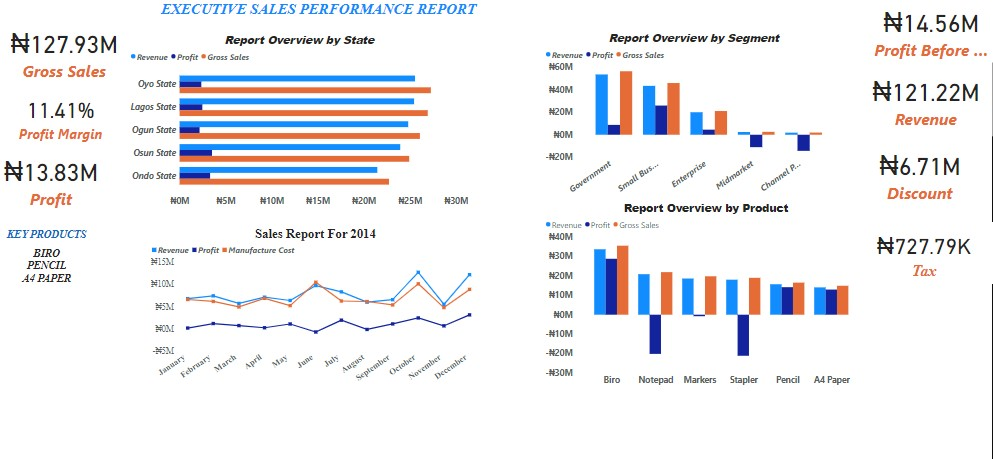 EXECUTIVE SALES PERFORMANCE REPORT
₦127.93M
Gross Sales
11.41%
Profit Margin
₦13.83M
Profit
KEY PRODUCTS
BIRO
PENCIL
A4 PAPER
Report Overview by State
Revenue Profit Gross Sales
Oyo State
Lagos State
Ogun State
Osun State
Ondo State
₦0M ₦5M ₦10M ₦15M ₦20M ₦25M ₦30M
Sales Report For 2014
Revenue Profit Manufacture Cost
₦15M
₦10M
₦5M
₦0M
-₦5M
January February March April May June July August September October November December
Report Overview by Segment
Revenue Profit Gross Sales
₦60M
₦40M
₦20M
₦0M
-₦20M
Government Small Bus... Enterprise Midmarket Channel P...
Report Overview by Product
Revenue Profit Gross Sales
₦40M
₦30M
₦20M
₦10M
₦0M
-₦10M
-₦20M
-₦30M
Biro Notepad Markers Stapler Pencil A4 Paper
₦14.56M
Profit Before ...
₦121.22M
Revenue
₦6.71M
Discount
₦727.79K
Tax